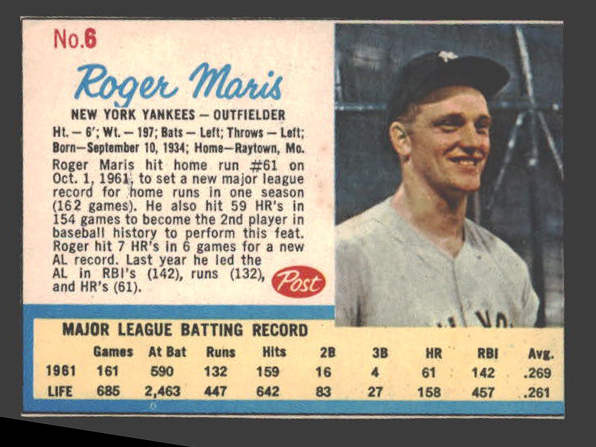 No.6
Roger Maris
NEW YORK YANKEES — OUTFIELDER
Ht. — 6'; Wt. — 197; Bats — Left; Throws — Left;
Born—September 10, 1934; Home—Raytown, Mo.
Roger Maris hit home run #61 on
Oct. 1, 1961, to set a new major league
record for home runs in one season
(162 games). He also hit 59 HR's in
154 games to become the 2nd player in
baseball history to perform this feat.
Roger hit 7 HR's in 6 games for a new
AL record. Last year he led the
AL in RBI's (142), runs (132),
and HR's (61).
Post
MAJOR LEAGUE BATTING RECORD
Games At Bat Runs Hits 2B 3B HR RBI Avg.
1961 161 590 132 159 16 4 61 142 .269
LIFE 685 2,463 447 642 83 27 158 457 .261